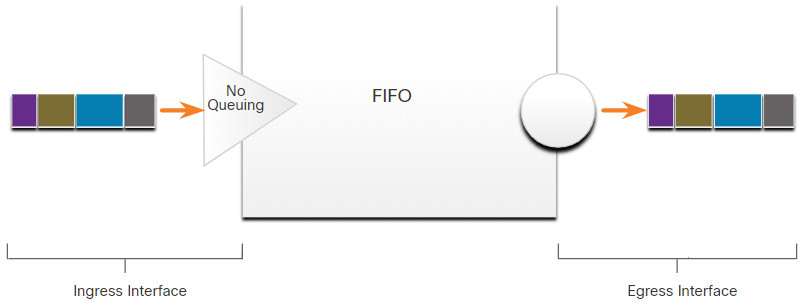 No
Queuing
FIFO
Ingress Interface
Egress Interface